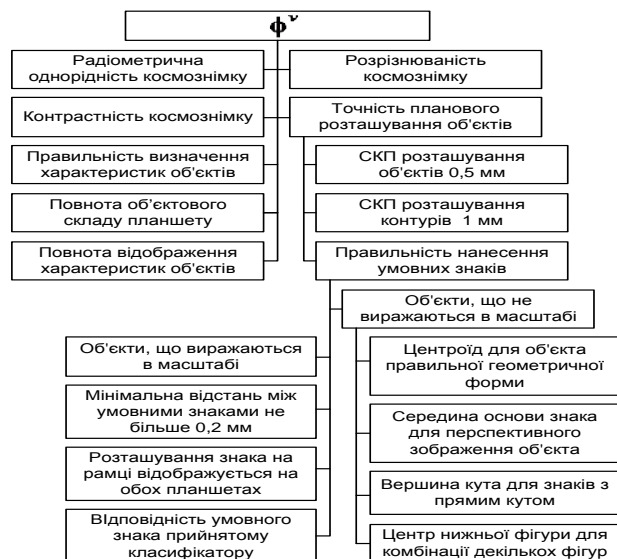 Φᵛ
Радіометрична
однорідність космознімку
Розрізнюваність
космознімку
Контрастність космознімку
Точність планового
розташування об'єктів
Правильність визначення
характеристик об'єктів
СКП розташування
об'єктів 0,5 мм
Повнота об'єктового
складу планшету
СКП розташування
контурів 1 мм
Повнота відображення
характеристик об'єктів
Правильність нанесення
умовних знаків
Об'єкти, що не
виражаються в масштабі
Об'єкти, що виражаються
в масштабі
Центроїд для об'єкта
правильної геометричної
форми
Мінімальна відстань між
умовними знаками не
більше 0,2 мм
Середина основи знака
для перспективного
зображення об'єкта
Розташування знака на
рамці відображується на
обох планшетах
Вершина кута для знаків з
прямим кутом
ВІдповідність умовного
знака прийнятому
класифікатору
Центр нижньої фігури для
комбінації декількох фігур